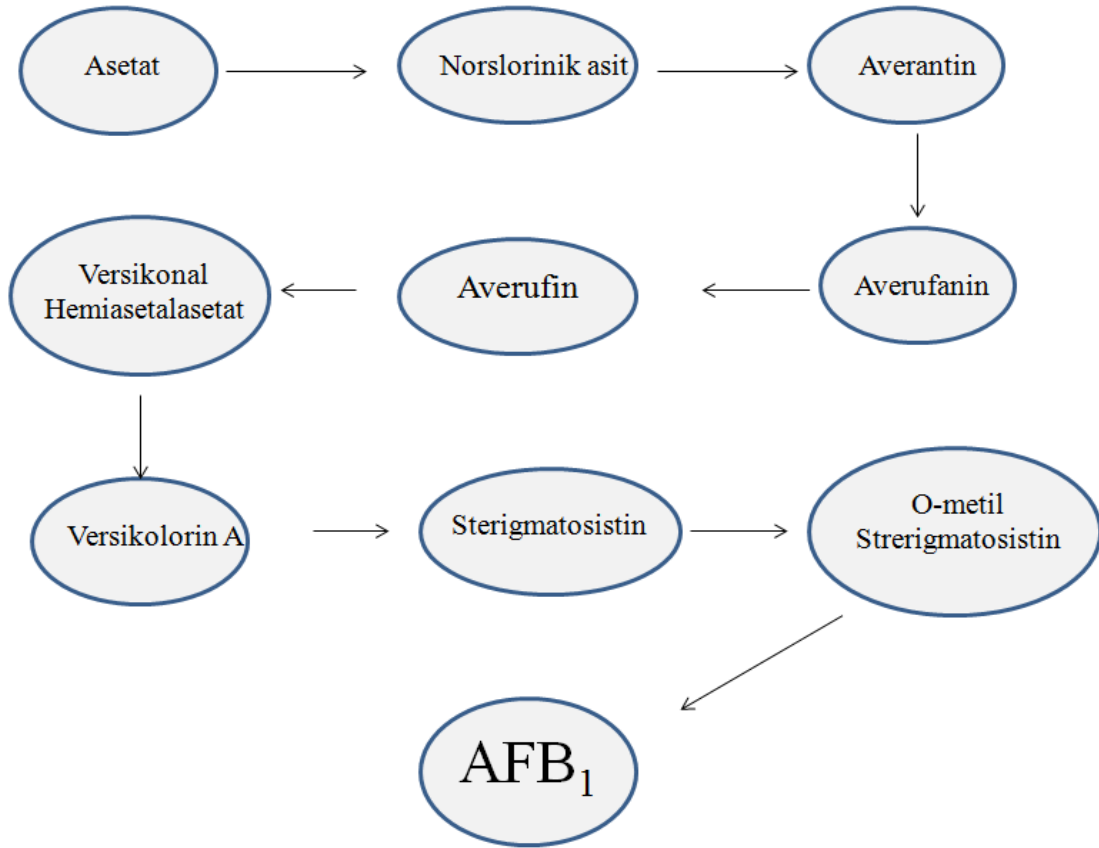 Asetat
Norslorinik asit
Averantin
Averufanin
Averufin
Versikonal
Hemiasetalasetat
Versikolorin A
Sterigmatosistin
O-metil
Strerigmatosistin
AFB₁